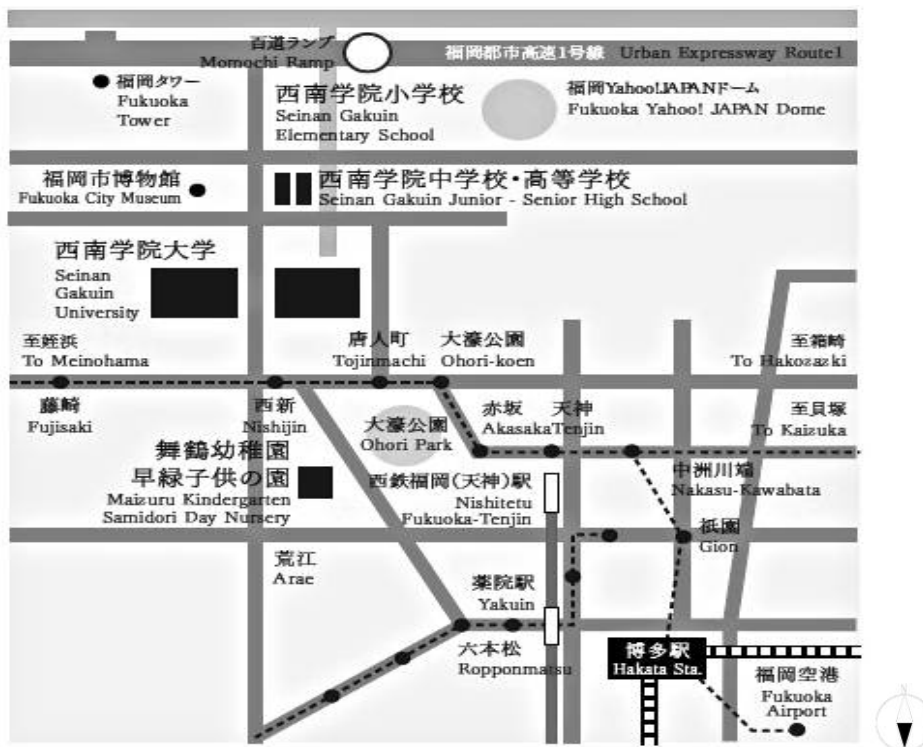 百道ランプ
Momochi Ramp
福岡都市高速1号線 Urban Expressway Route1
福岡タワー
Fukuoka
Tower
西南学院小学校
Seinan Gakuin
Elementary School
福岡Yahoo!JAPANドーム
Fukuoka Yahoo! JAPAN Dome
福岡市博物館
Fukuoka City Museum
西南学院中学校・高等学校
Seinan Gakuin Junior - Senior High School
西南学院大学
Seinan
Gakuin
University
至姪浜
To Meinohama
唐人町
Tojinmachi
大濠公園
Ohori-koen
至箱崎
To Hakozazki
藤崎
Fujisaki
西新
Nishijin
大濠公園
Ohori Park
赤坂
Akasaka
天神
Tenjin
至貝塚
To Kaizuka
舞鶴幼稚園
早緑子供の園
Maizuru Kindergarten
Samidori Day Nursery
西鉄福岡(天神)駅
Nishitetu
Fukuoka-Tenjin
中洲川端
Nakasu-Kawabata
祇園
Gion
荒江
Arae
薬院駅
Yakuin
六本松
Ropponmatsu
博多駅
Hakata Sta.
福岡空港
Fukuoka
Airport